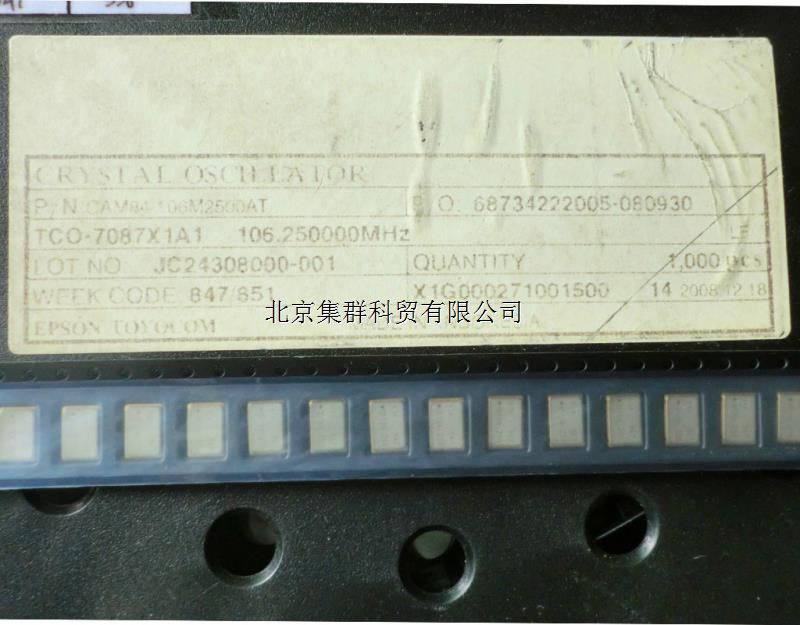 CRYSTAL OSCILLATOR
P/N CAM84-106M2500AT P. O. 68734222005-080930
TCO-7087X1A1 106.250000MHz LF
LOT NO JC24308000-001 QUANTITY 1,000 pcs
WEEK CODE 847/851 X1G000271001500 14 2008.12.18
北京集群科贸有限公司
EPSON TOYOCOM MADE IN